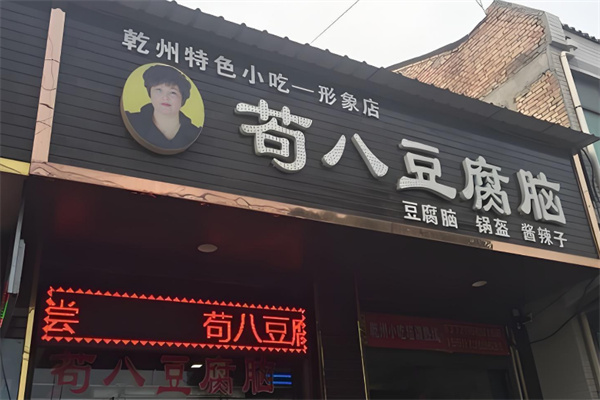 乾州特色小吃—形象店
苟八豆腐脑
豆腐脑 锅盔 酱辣子
尝 苟八豆腐
苟八豆腐脑